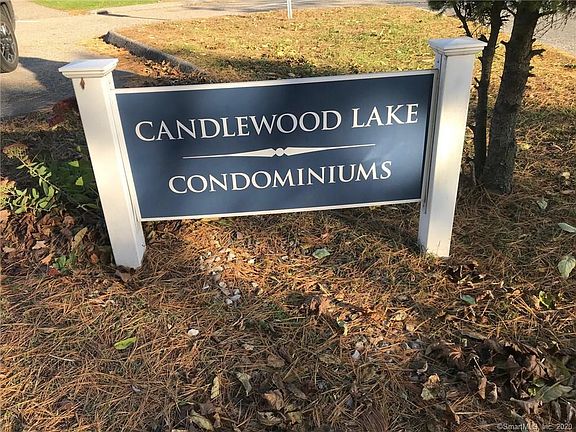 CANDLEWOOD LAKE
CONDOMINIUMS
©SmartMLS, Inc. 2020